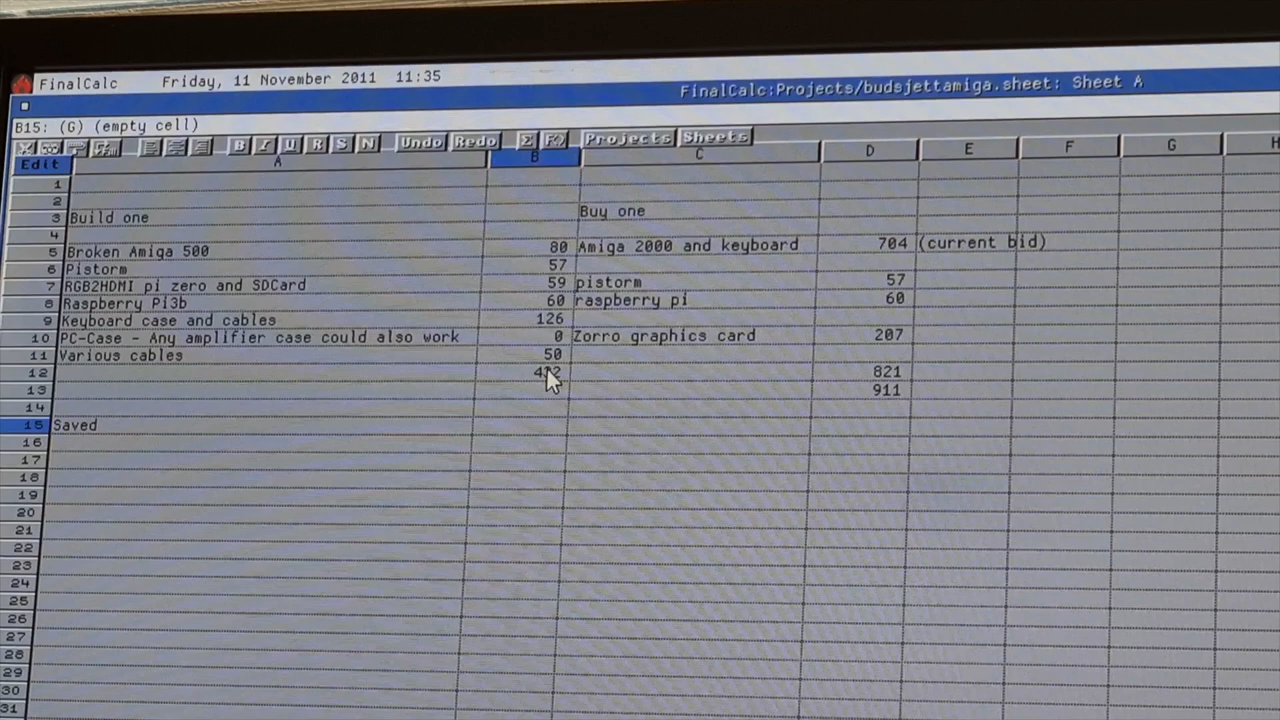 FinalCalc Friday, 11 November 2011 11:35
FinalCalc:Projects/budsjettamiga.sheet: Sheet A
B15: (G) (empty cell)
B I U R S N Undo Redo Σ F() Projects Sheets
Edit A B C D E F G H
1
2
3 Build one Buy one
4
5 Broken Amiga 500 80 Amiga 2000 and keyboard 704 (current bid)
6 Pistorm 57
7 RGB2HDMI pi zero and SDCard 59 pistorm 57
8 Raspberry Pi3b 60 raspberry pi 60
9 Keyboard case and cables 126
10 PC-Case - Any amplifier case could also work 0 Zorro graphics card 207
11 Various cables 50
12 432 821
13 911
14
15 Saved
16
17
18
19
20
21
22
23
24
25
26
27
28
29
30
31